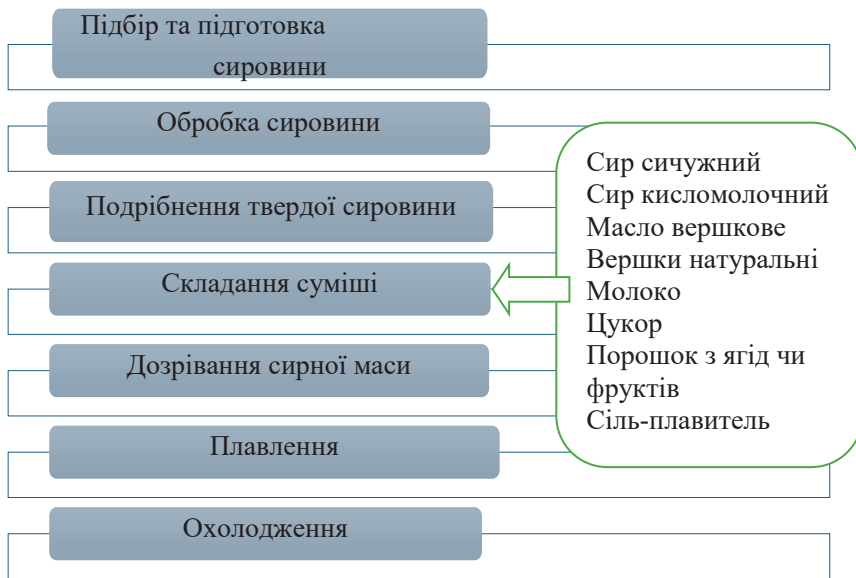 Підбір та підготовка
сировини
Обробка сировини
Подрібнення твердої сировини
Складання суміші
Дозрівання сирної маси
Плавлення
Охолодження
Сир сичужний
Сир кисломолочний
Масло вершкове
Вершки натуральні
Молоко
Цукор
Порошок з ягід чи
фруктів
Сіль-плавитель